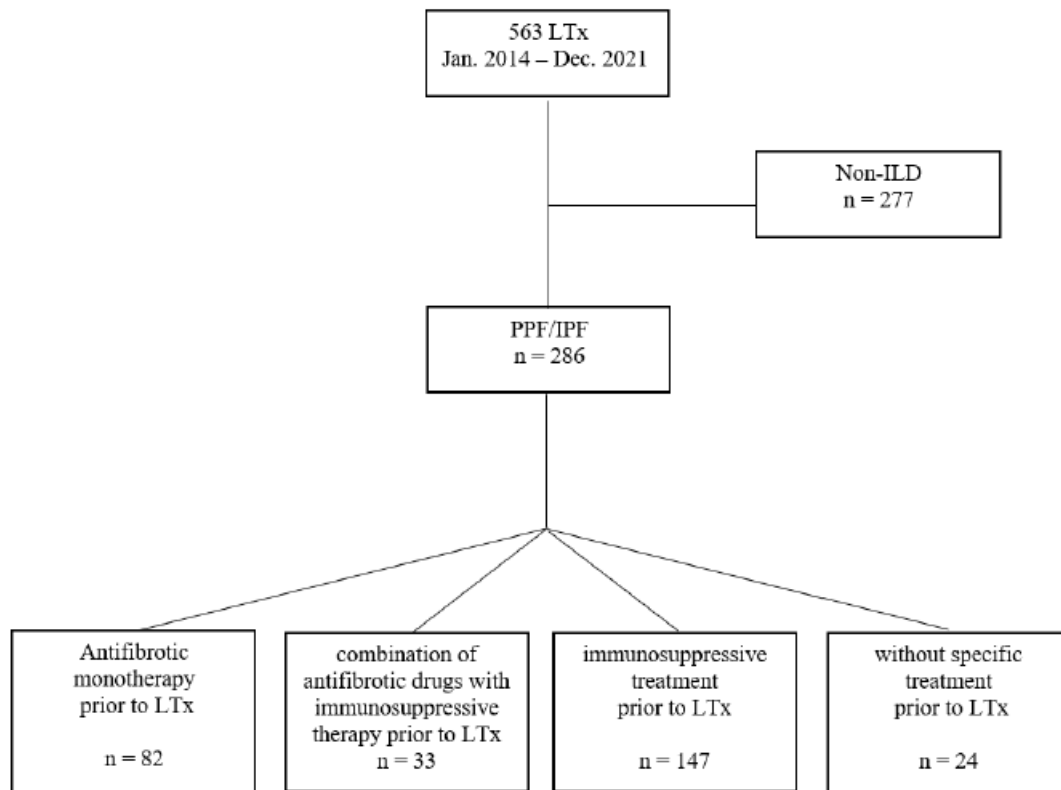 563 LTx
Jan. 2014 – Dec. 2021
Non-ILD
n = 277
PPF/IPF
n = 286
Antifibrotic
monotherapy
prior to LTx
n = 82
combination of
antifibrotic drugs with
immunosuppressive
therapy prior to LTx
n = 33
immunosuppressive
treatment
prior to LTx
n = 147
without specific
treatment
prior to LTx
n = 24